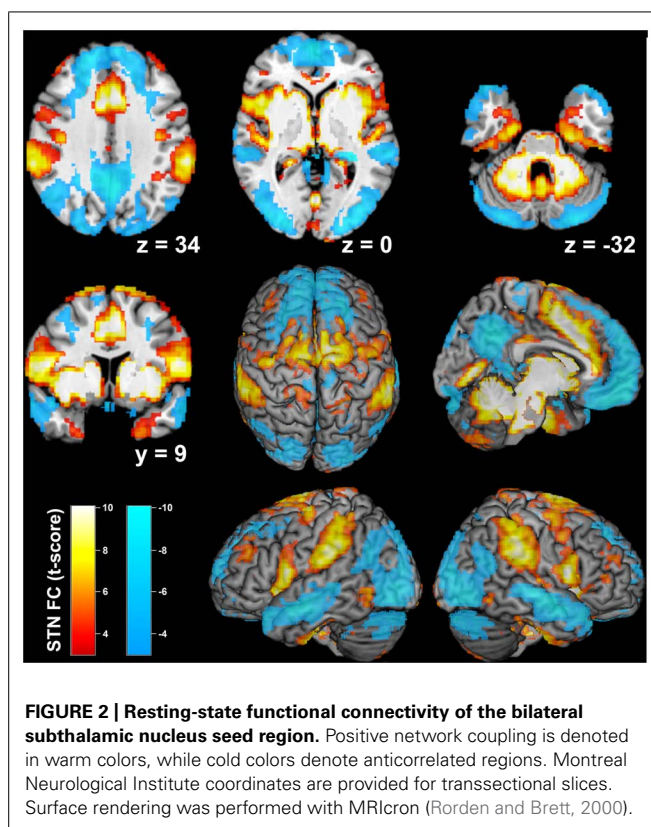 z = 34
z = 0
z = -32
y = 9
STN FC (t-score)
10
8
6
4
-10
-8
-6
-4
FIGURE 2 | Resting-state functional connectivity of the bilateral
subthalamic nucleus seed region. Positive network coupling is denoted
in warm colors, while cold colors denote anticorrelated regions. Montreal
Neurological Institute coordinates are provided for transsectional slices.
Surface rendering was performed with MRIcron (Rorden and Brett, 2000).